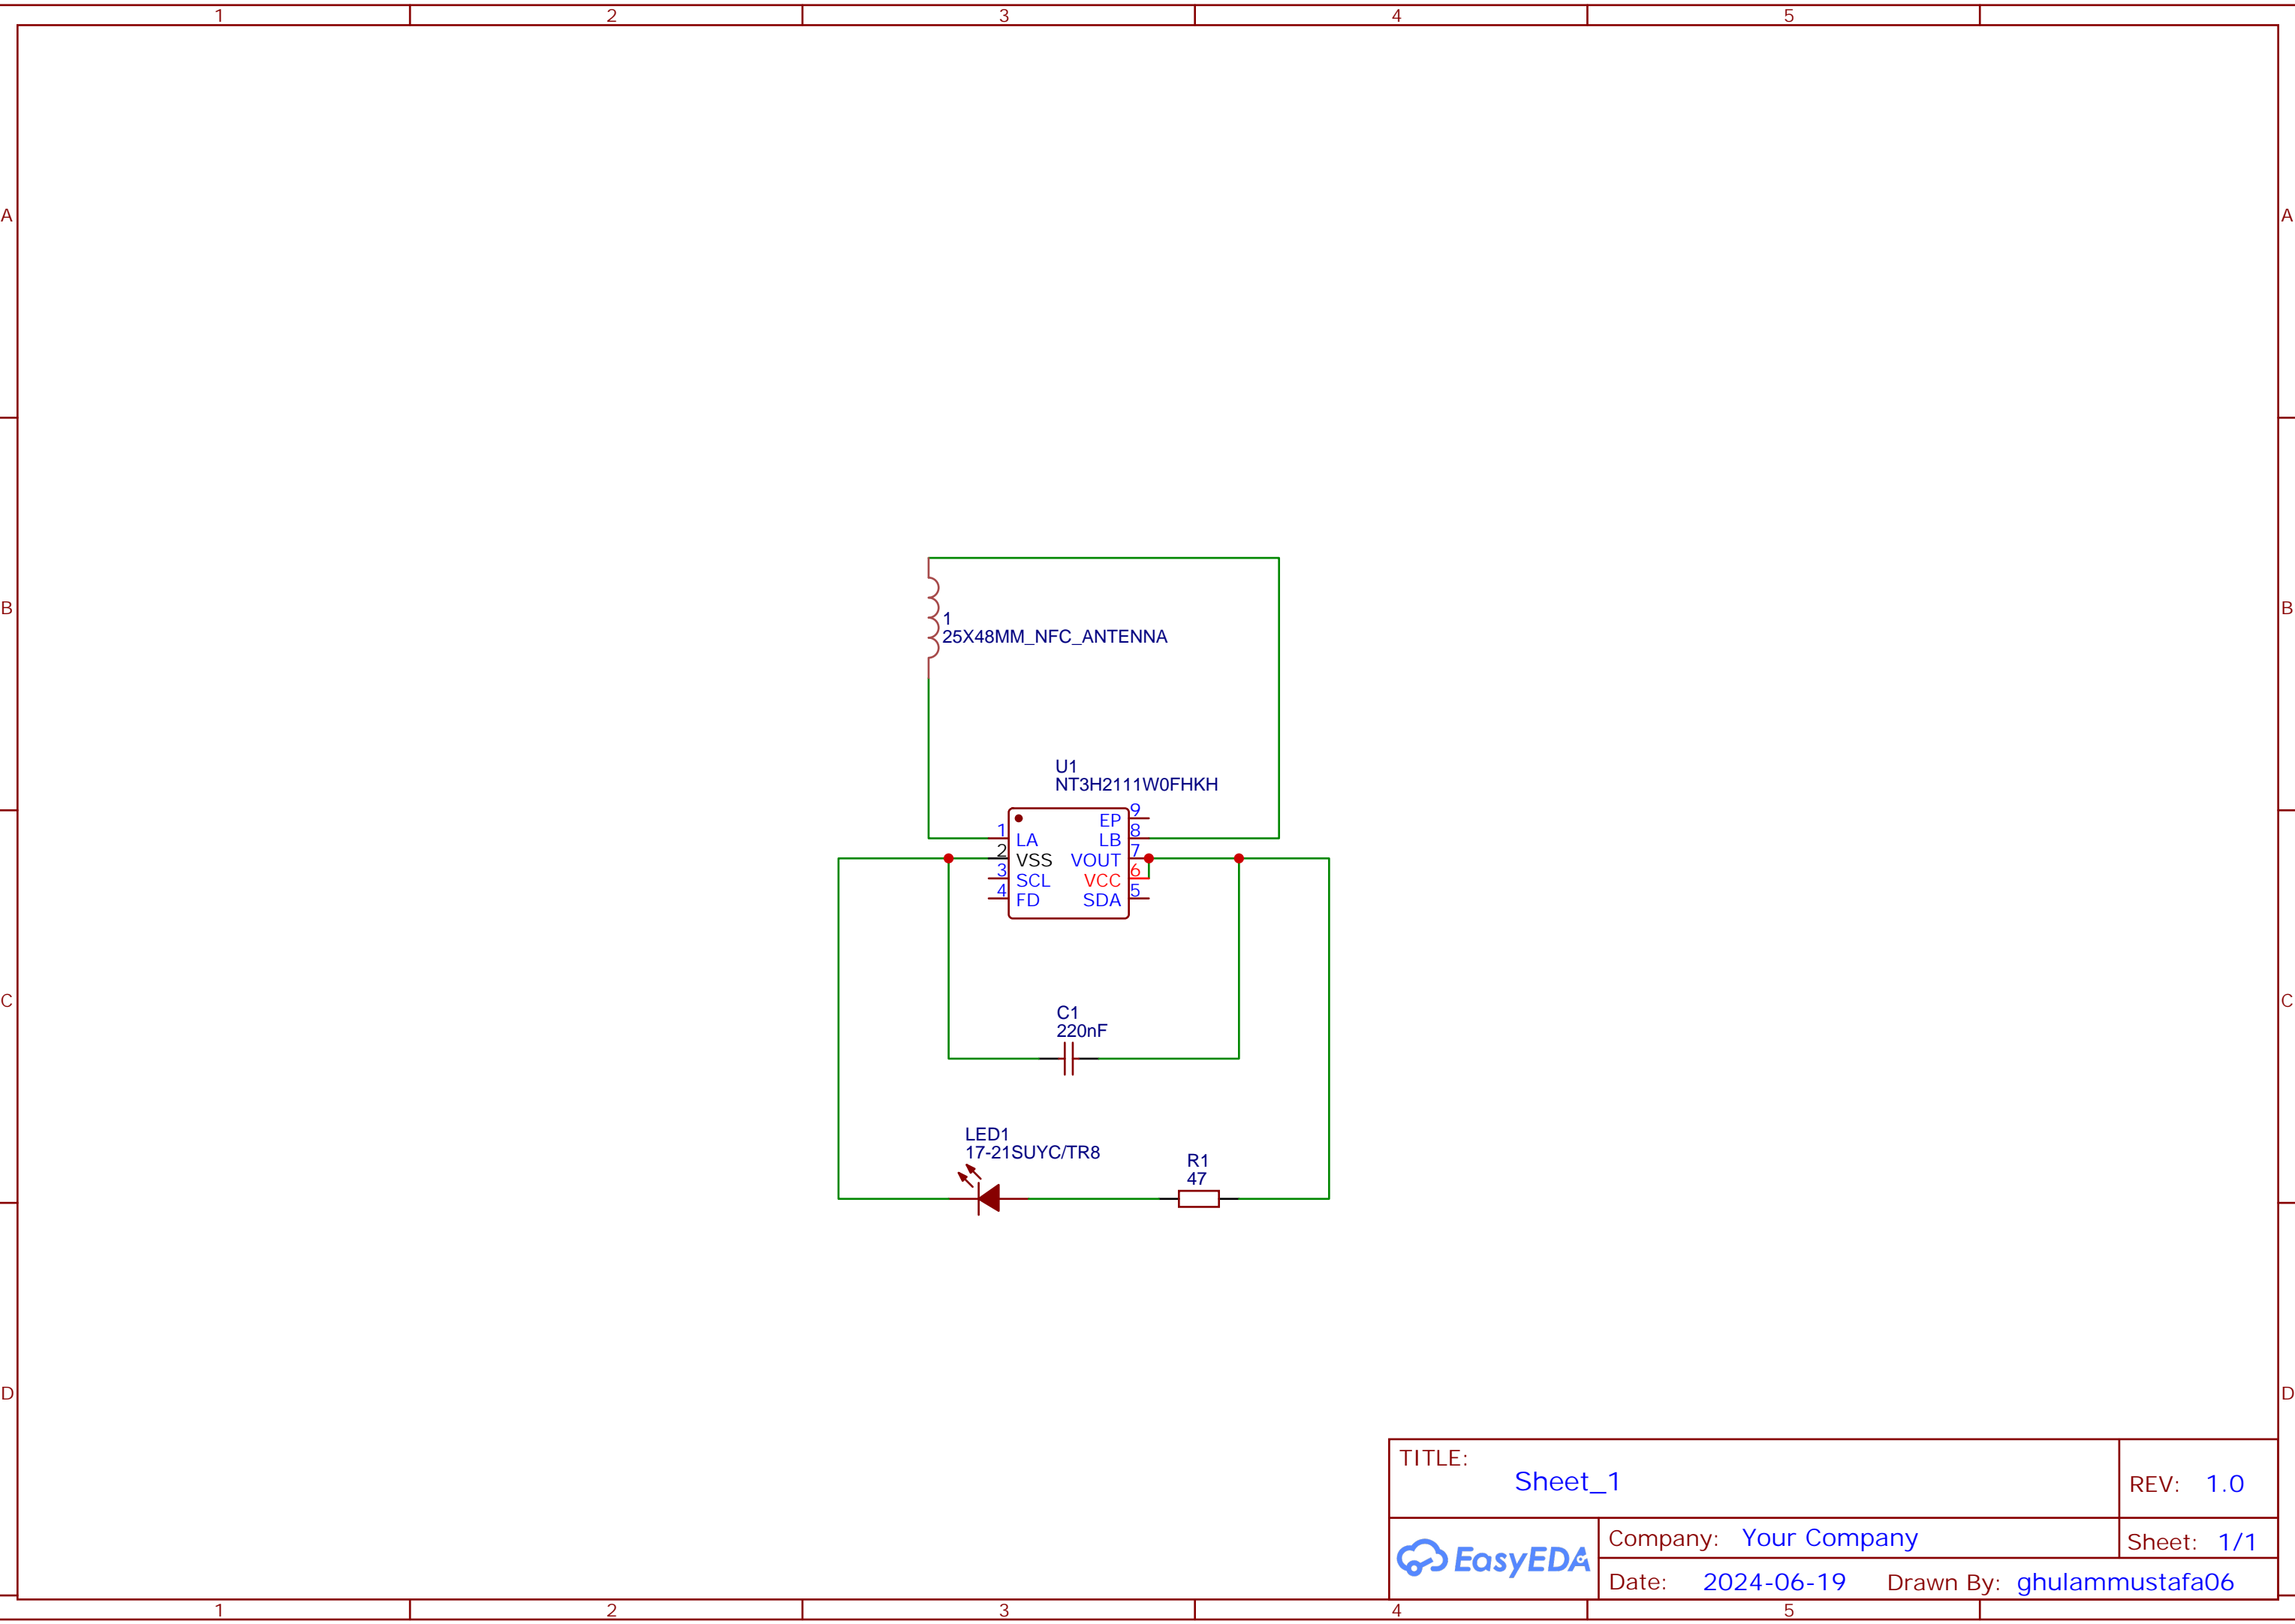 1 2 3 4 5
A A
B B
1
25X48MM_NFC_ANTENNA
U1
NT3H2111W0FHKH
1 LA
2 VSS
3 SCL
4 FD
EP 9
LB 8
VOUT 7
VCC 6
SDA 5
C C
C1
220nF
LED1
17-21SUYC/TR8
R1
47
D D
TITLE:
Sheet_1
REV: 1.0
EasyEDA
Company: Your Company
Sheet: 1/1
Date: 2024-06-19 Drawn By: ghulammustafa06
1 2 3 4 5